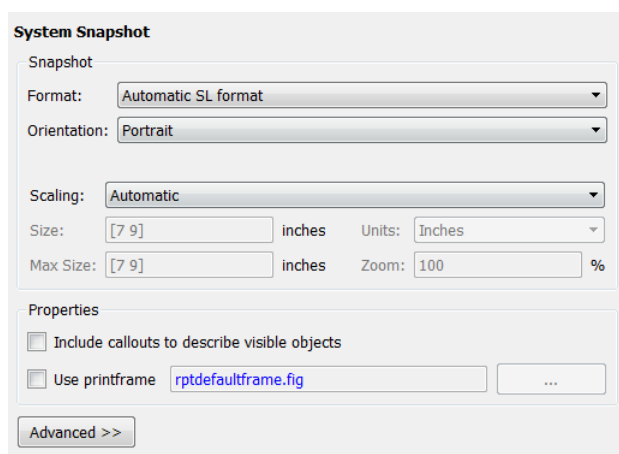 System Snapshot
Snapshot
Format: Automatic SL format
Orientation: Portrait
Scaling: Automatic
Size: [7 9] inches Units: Inches
Max Size: [7 9] inches Zoom: 100 %
Properties
Include callouts to describe visible objects
Use printframe rptdefaultframe.fig ...
Advanced >>